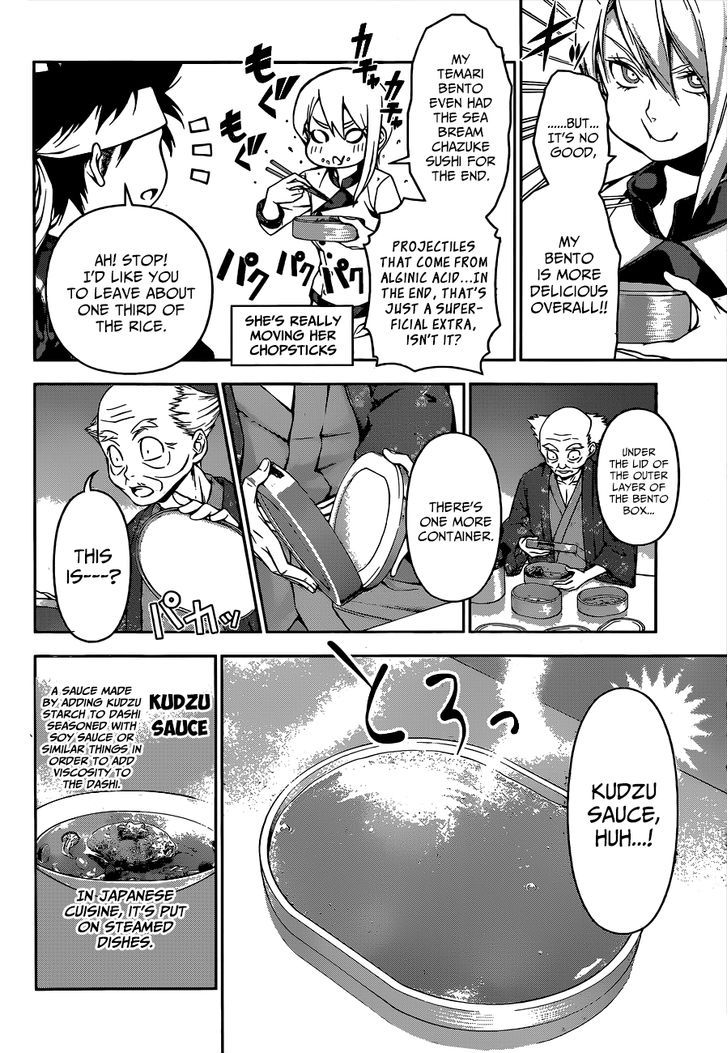 ......BUT...
IT'S NO
GOOD,
MY
BENTO
IS MORE
DELICIOUS
OVERALL!!
MY
TEMARI
BENTO
EVEN HAD
THE SEA
BREAM
CHAZUKE
SUSHI FOR
THE END.
PROJECTILES
THAT COME FROM
ALGINIC ACID...IN
THE END, THAT'S
JUST A SUPER-
FICIAL EXTRA,
ISN'T IT?
ガチャ
ガチャ
もぐ
もぐ
パク
パク
パク
SHE'S REALLY
MOVING HER
CHOPSTICKS
AH! STOP!
I'D LIKE YOU
TO LEAVE ABOUT
ONE THIRD OF
THE RICE.
UNDER
THE LID OF
THE OUTER
LAYER OF
THE BENTO
BOX...
THERE'S
ONE MORE
CONTAINER.
THIS
IS---?
パカッ
とろっ
KUDZU
SAUCE,
HUH...!
KUDZU
SAUCE
A SAUCE MADE
BY ADDING KUDZU
STARCH TO DASHI
SEASONED WITH
SOY SAUCE OR
SIMILAR THINGS IN
ORDER TO ADD
VISCOSITY TO
THE DASHI.
IN JAPANESE
CUISINE, IT'S PUT
ON STEAMED
DISHES.